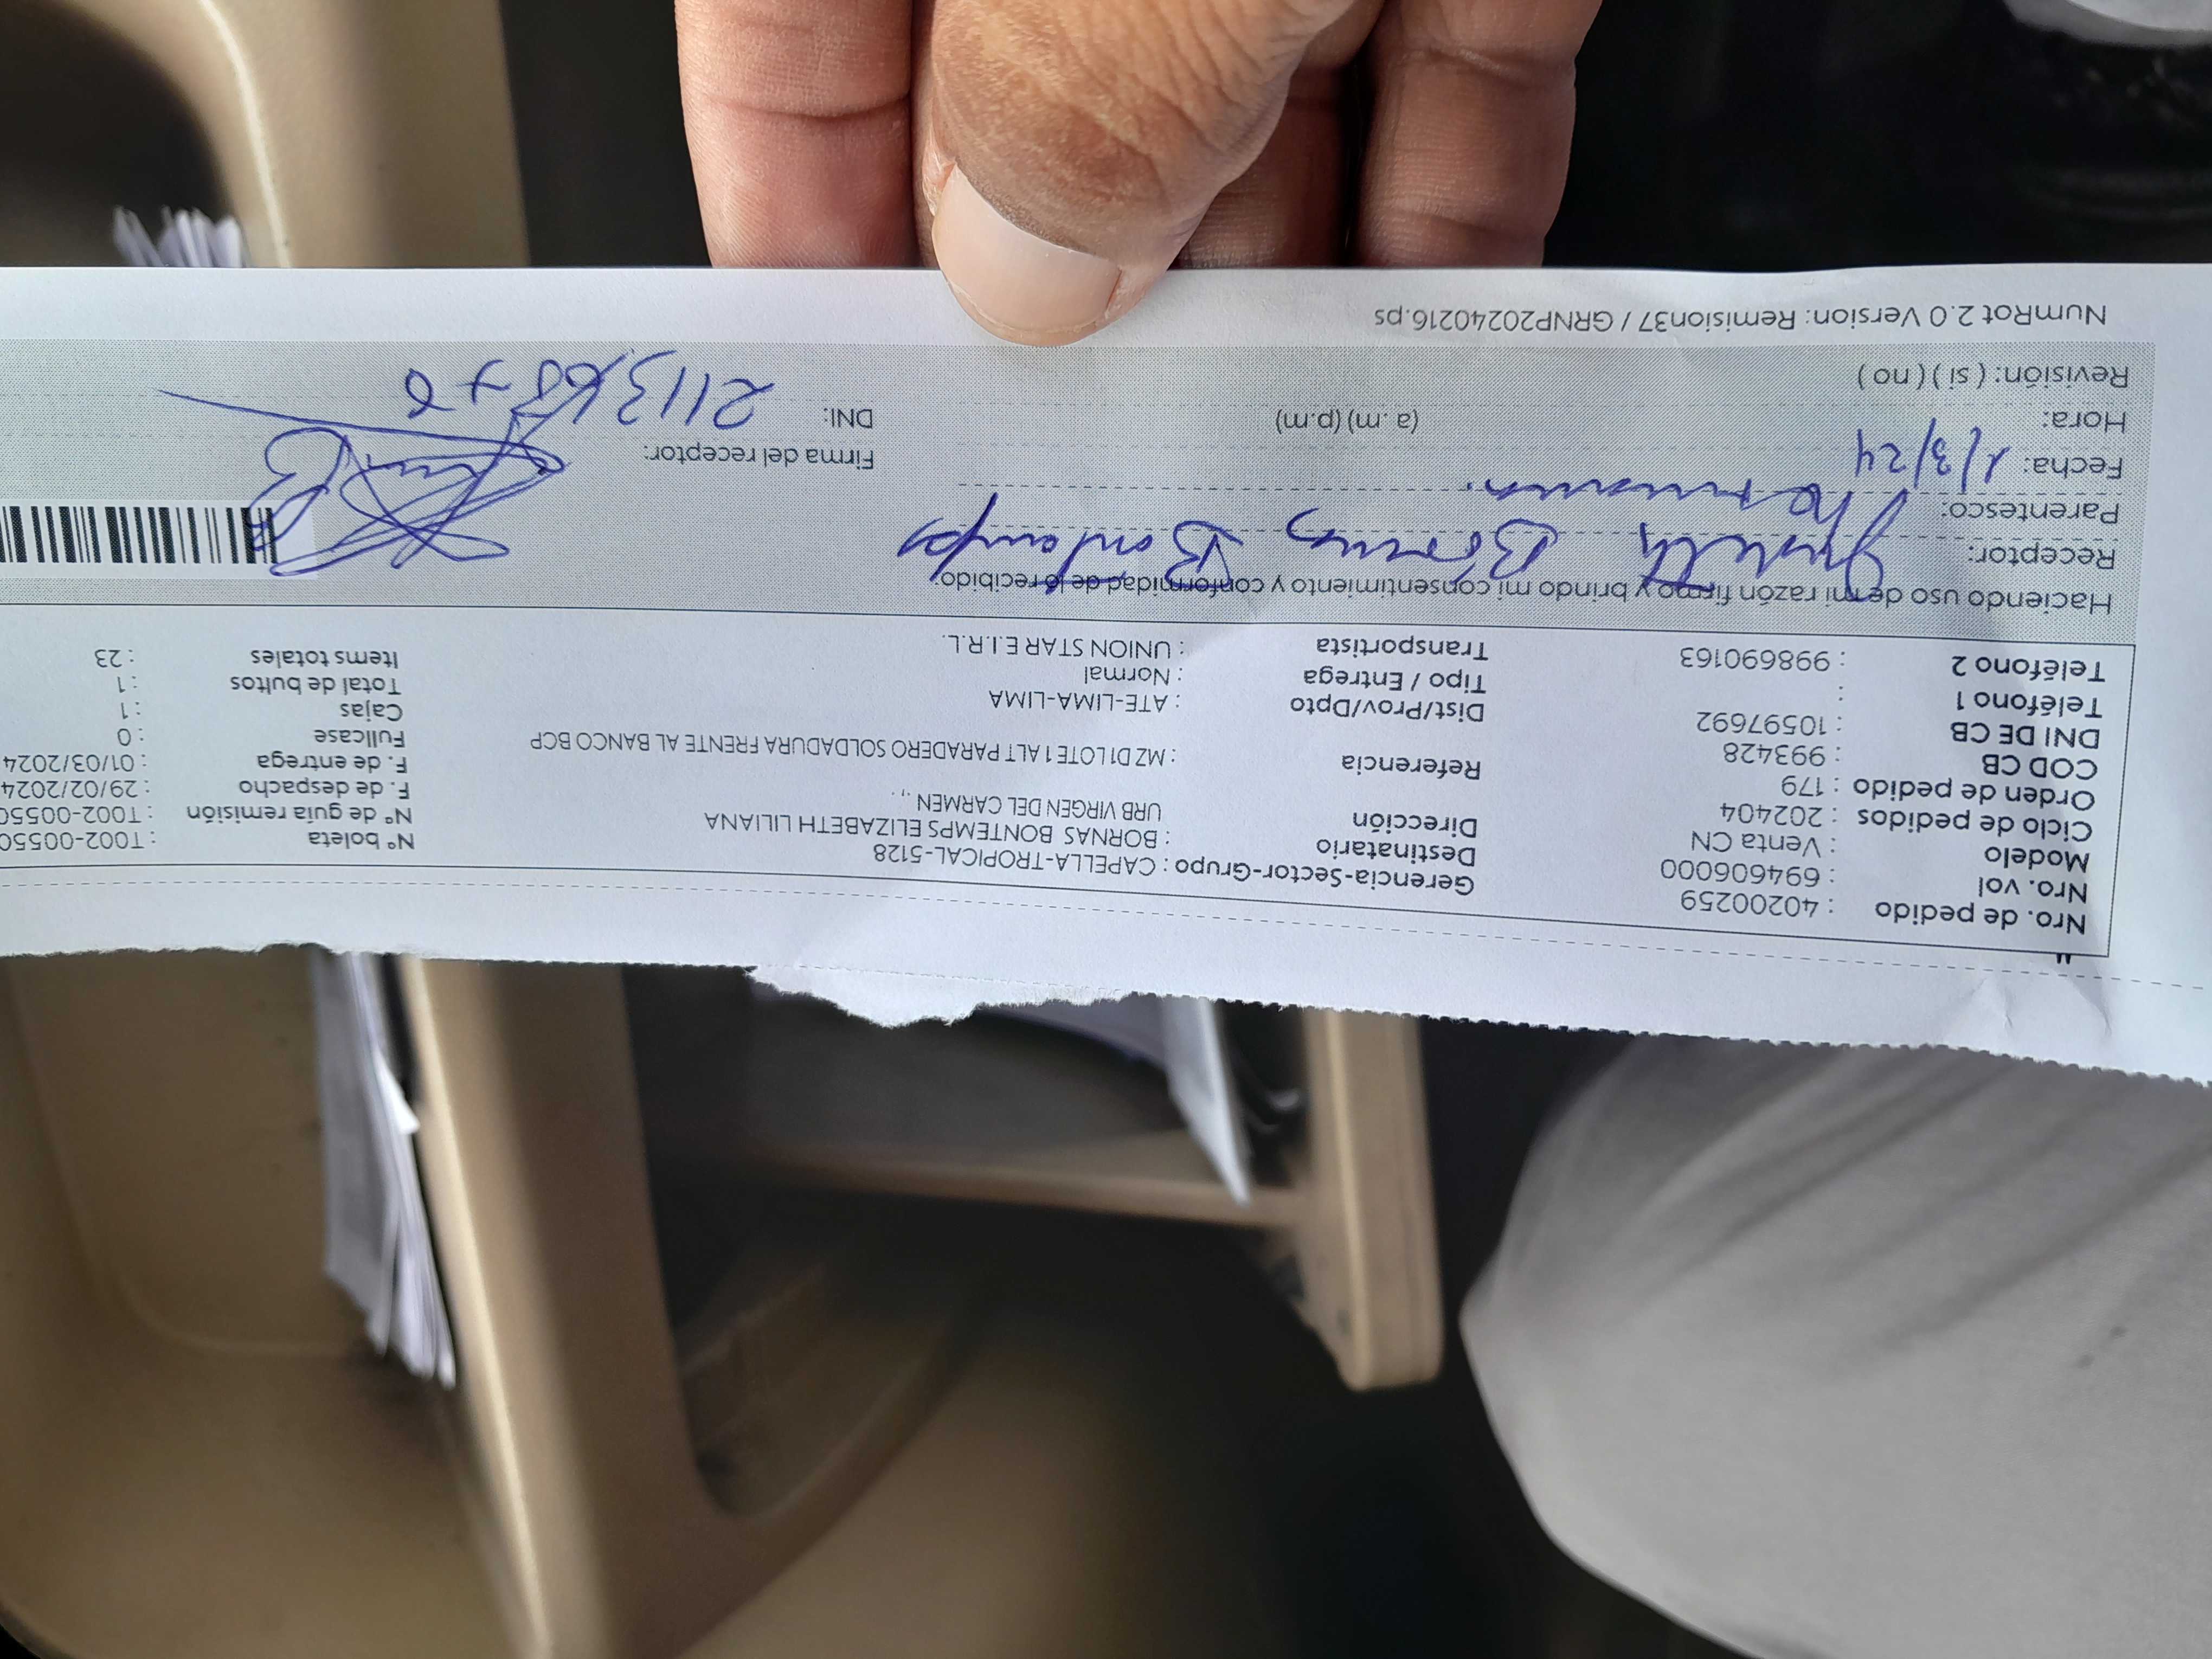 Nro. de pedido : 40200259
Nro. vol : 694606000
Modelo : Venta CN
Ciclo de pedidos : 202404
Orden de pedido : 179
COD CB : 993428
DNI DE CB : 10597692
Teléfono 1 :
Teléfono 2 : 998690163
Gerencia-Sector-Grupo : CAPELLA-TROPICAL-5128
Destinatario : BORNAS BONTEMPS ELIZABETH LILIANA
Dirección URB VIRGEN DEL CARMEN , .
Referencia : MZ D1 LOTE 1 ALT PARADERO SOLDADURA FRENTE AL BANCO BCP
Dist/Prov/Dpto : ATE-LIMA-LIMA
Tipo / Entrega : Normal
Transportista : UNION STAR E.I.R.L.
Nº boleta : T002-00550
Nº de guía remisión : T002-00550
F. de despacho : 29/02/2024
F. de entrega : 01/03/2024
Fullcase : 0
Cajas : 1
Total de bultos : 1
Items totales : 23
Haciendo uso de mi razón firmo y brindo mi consentimiento y conformidad de lo recibido
Receptor:
Parentesco: Hermana.
Fecha: 1/3/24
Hora: (a. m) (p.m)
Revisión: ( si ) ( no )
Firma del receptor:
DNI:
NumRot 2.0 Version: Remision37 / GRNP20240216.ps